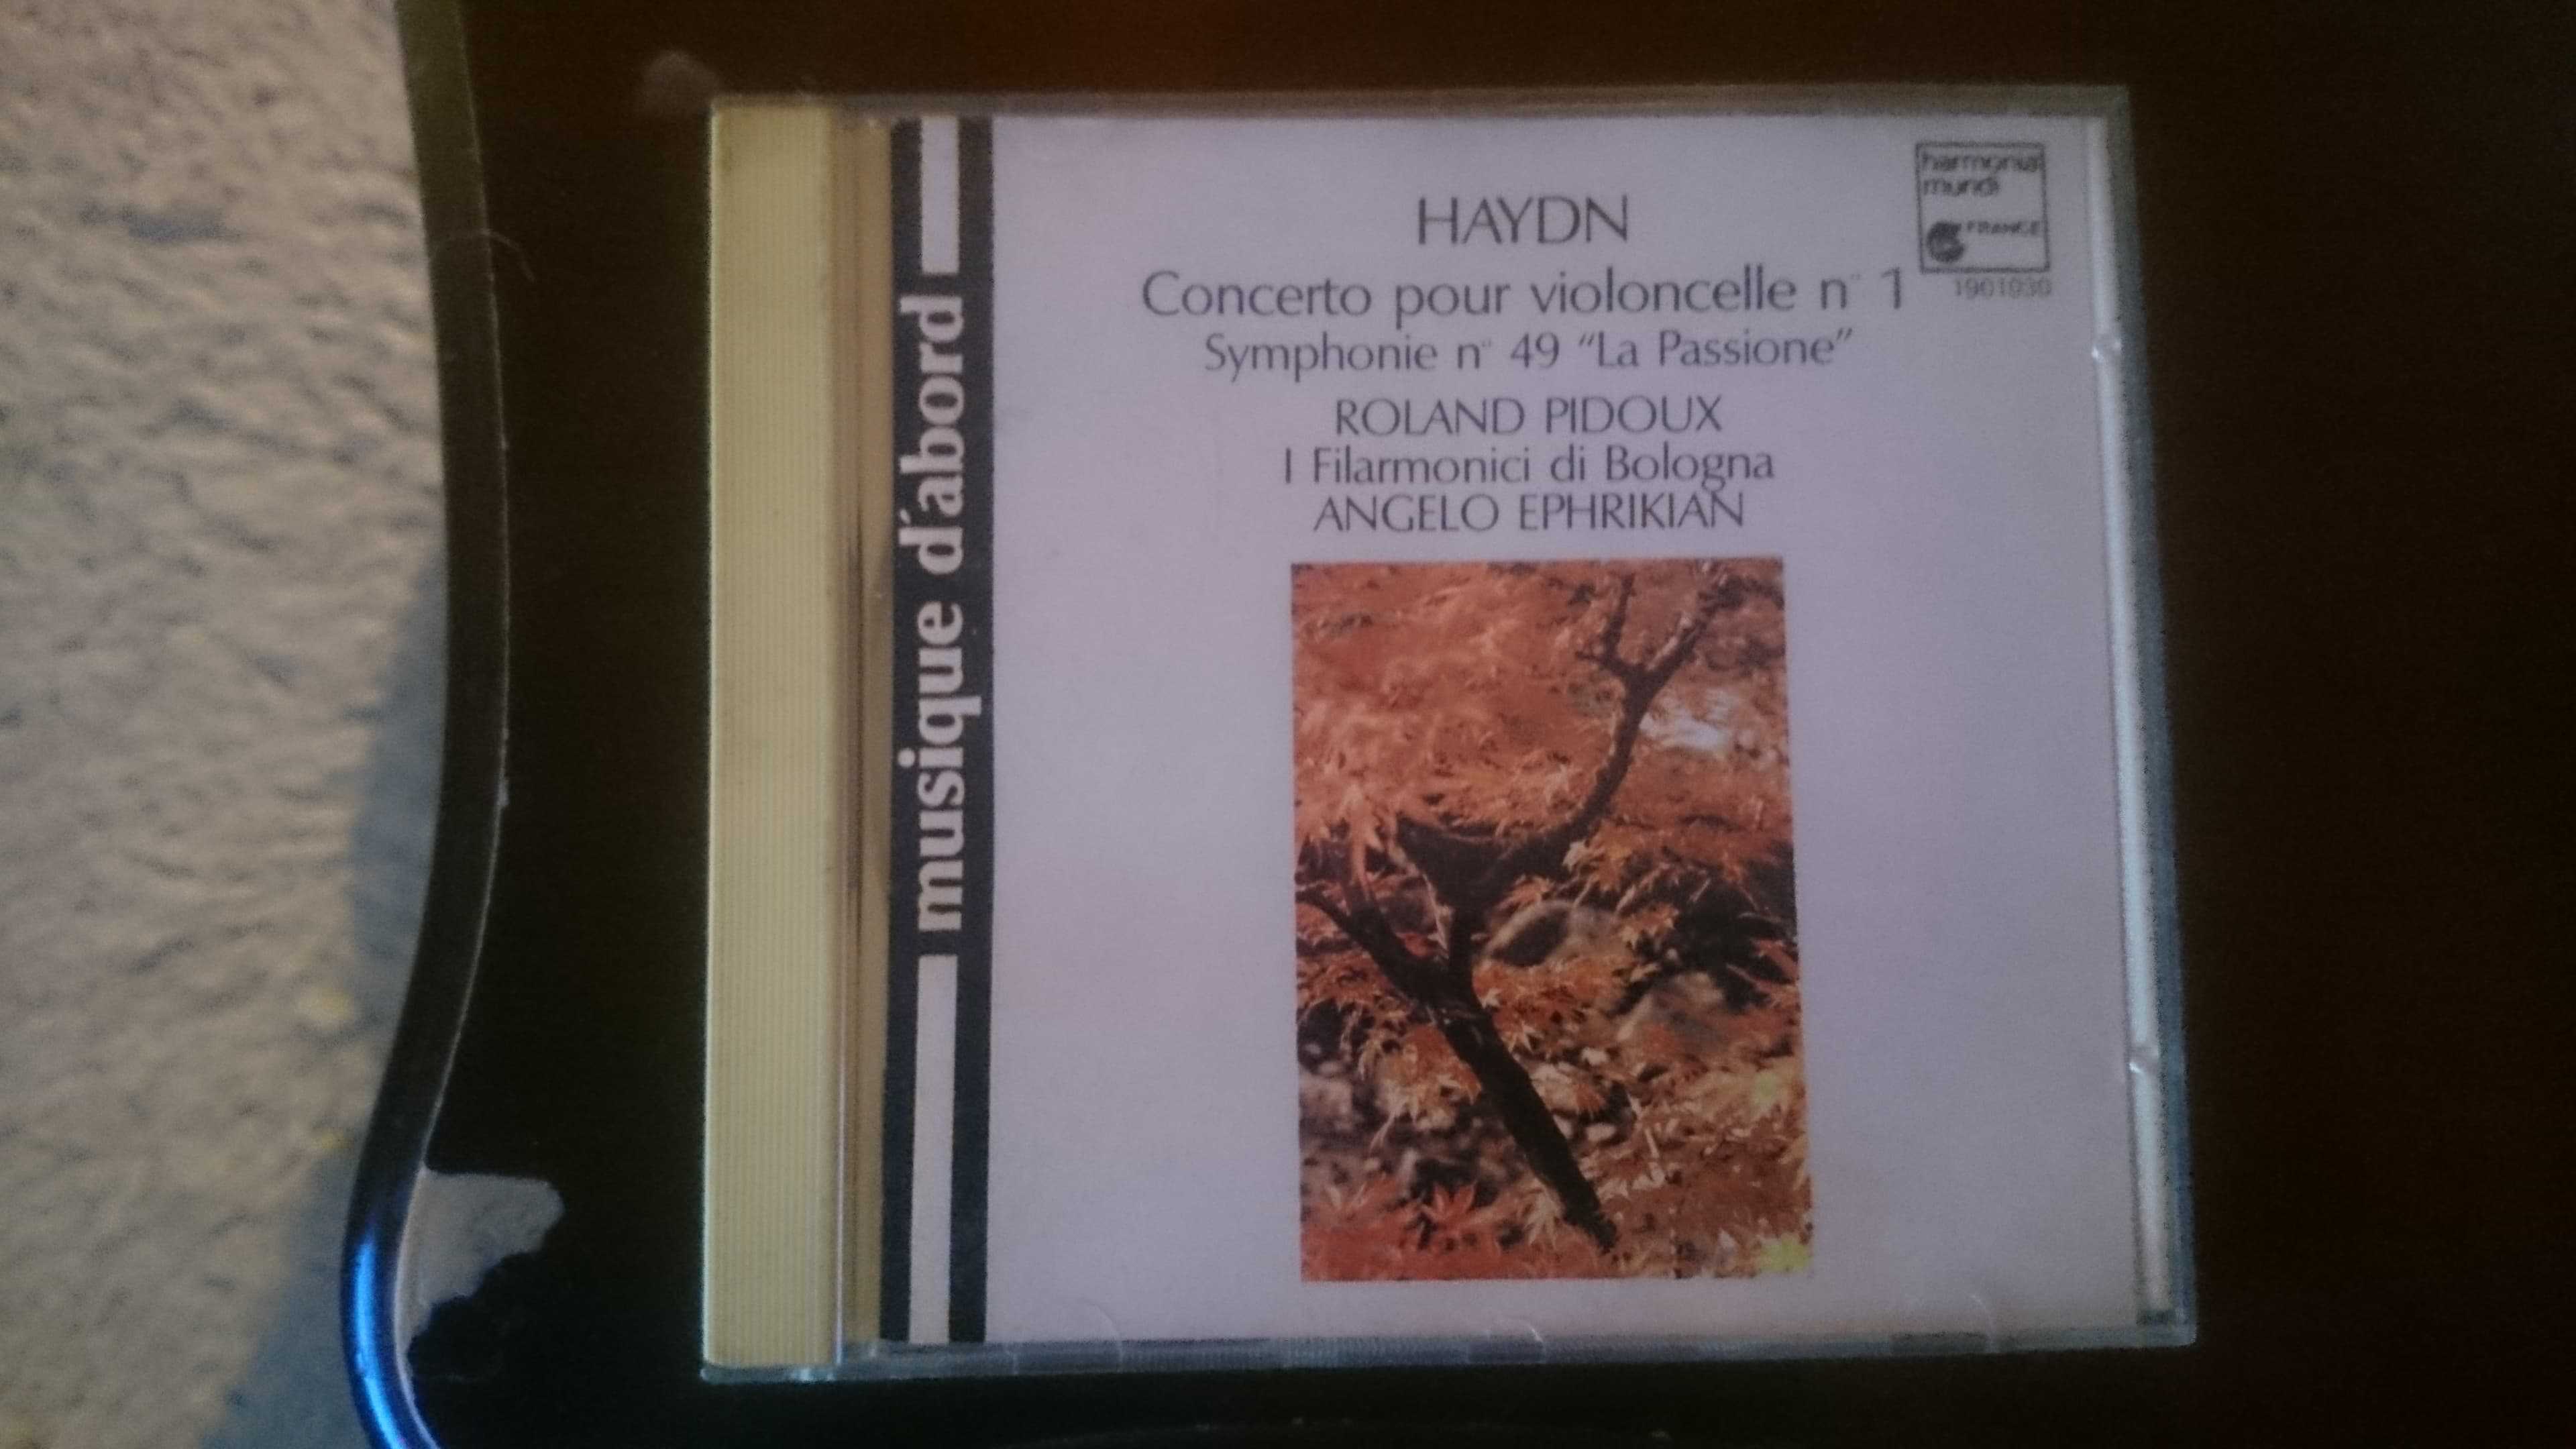 musique d'abord
HAYDN
Concerto pour violoncelle n° 1
Symphonie n° 49 "La Passione"
ROLAND PIDOUX
I Filarmonici di Bologna
ANGELO EPHRIKIAN
harmonia
mundi
FRANCE
1901030